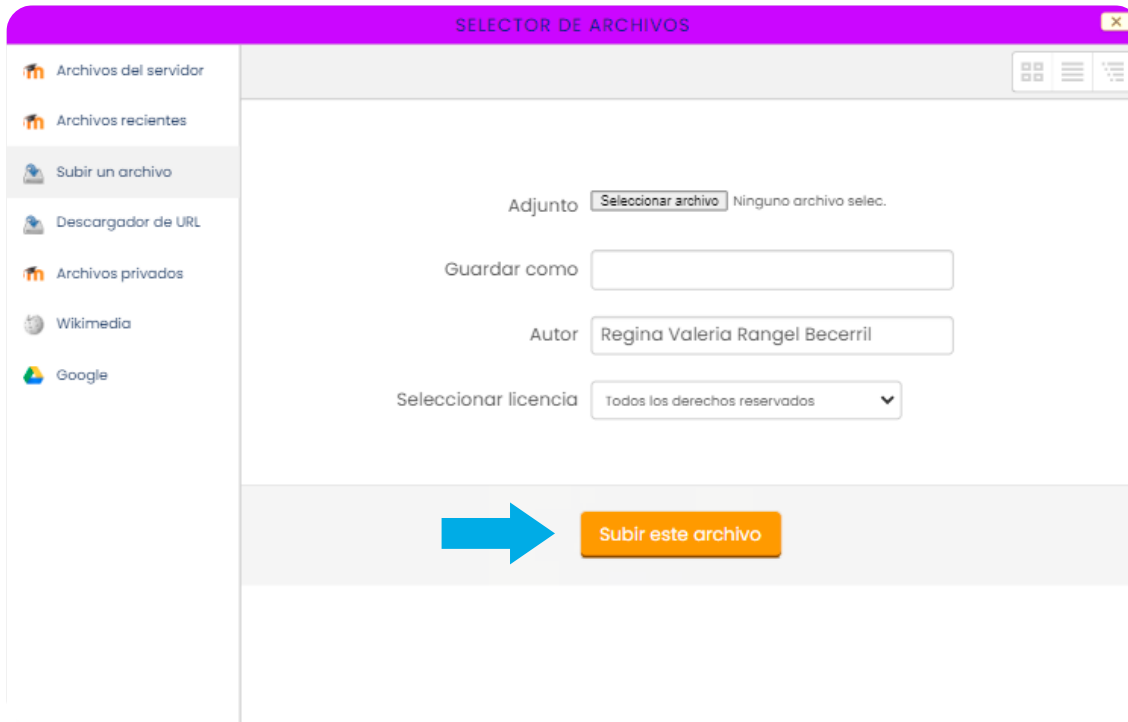 SELECTOR DE ARCHIVOS
Archivos del servidor
Archivos recientes
Subir un archivo
Descargador de URL
Archivos privados
Wikimedia
Google
Adjunto Seleccionar archivo Ninguno archivo selec.
Guardar como
Autor Regina Valeria Rangel Becerril
Seleccionar licencia Todos los derechos reservados
Subir este archivo